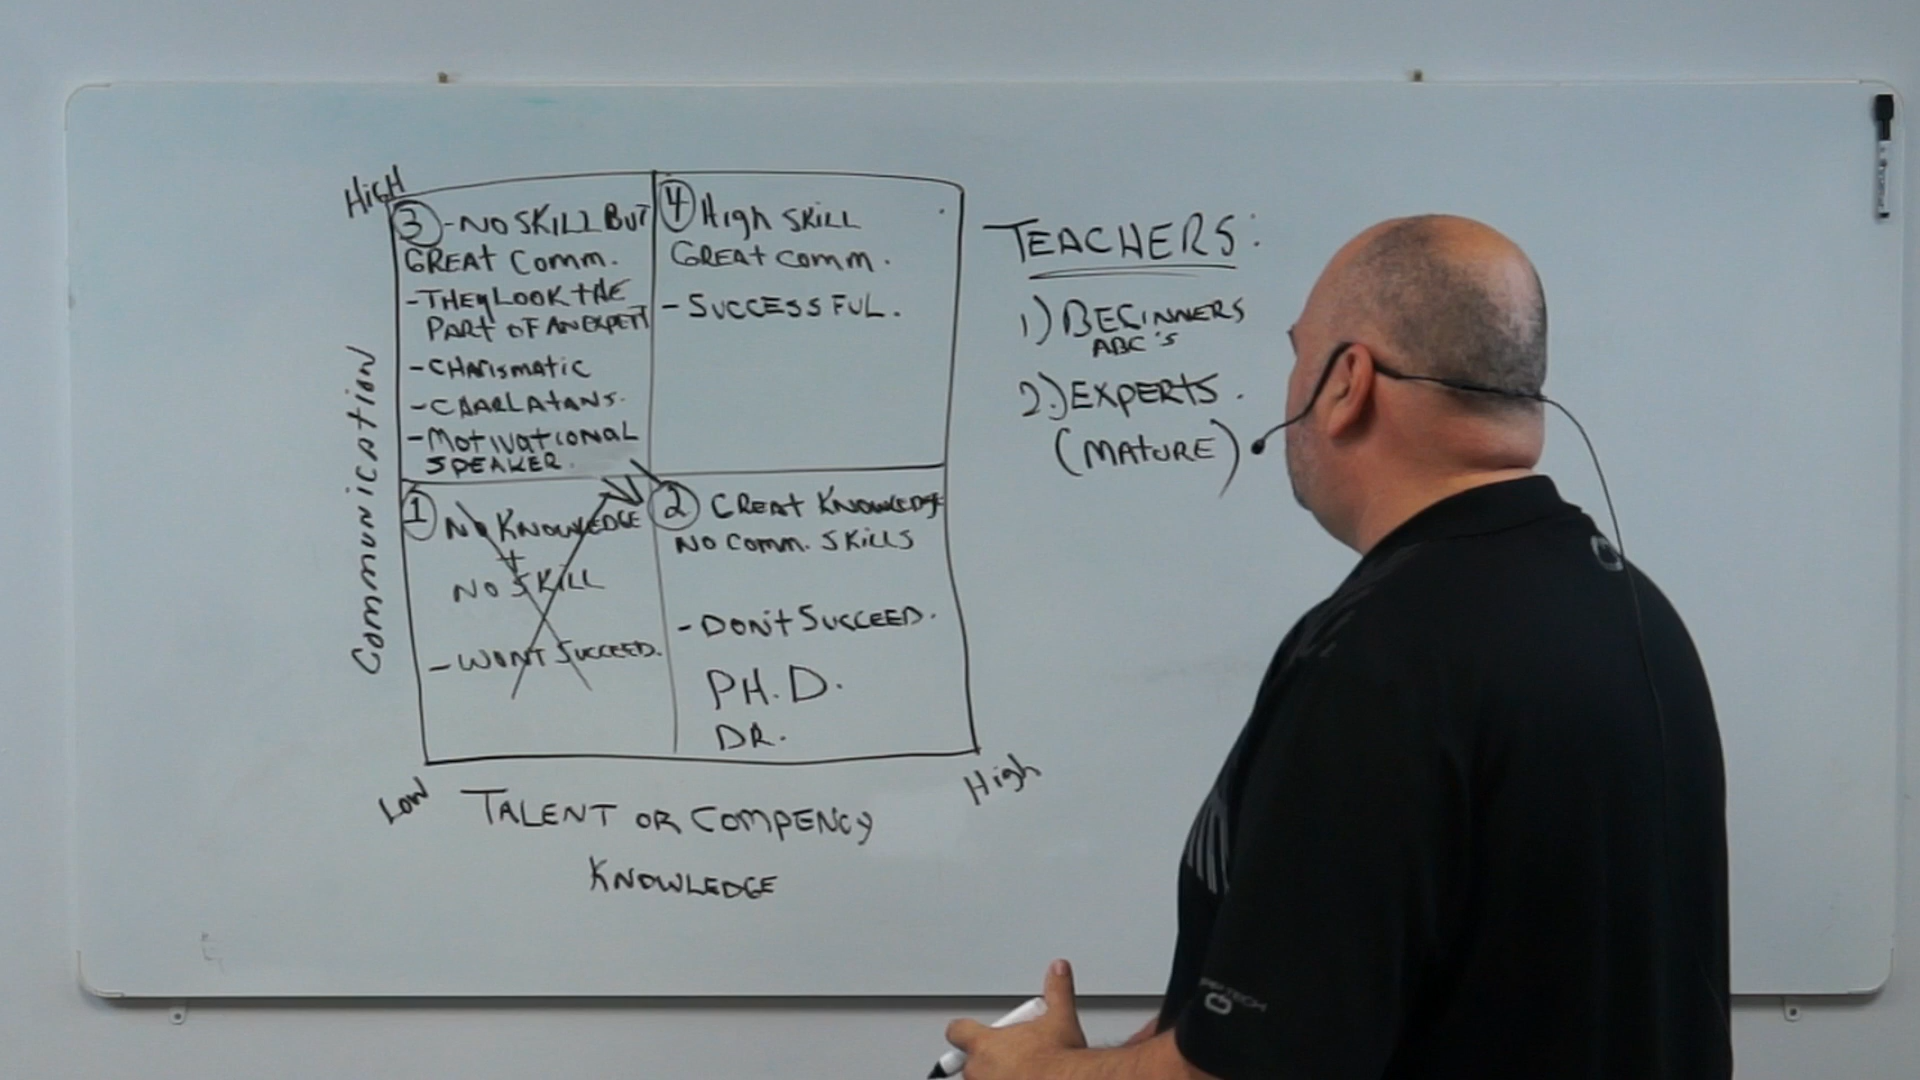 HIGH
3 - NO SKILL BUT
GREAT COMM.
- THEY LOOK THE
PART OF AN EXPERT
- CHARISMATIC
- CHARLATANS.
- MOTIVATIONAL
SPEAKER.
4 HIGH SKILL
GREAT COMM.
- SUCCESSFUL.
1 NO KNOWLEDGE
+
NO SKILL
- WONT SUCCEED.
2 GREAT KNOWLEDGE
NO COMM. SKILLS
- DON'T SUCCEED.
PH.D.
DR.
Communication
LOW
High
TALENT OR COMPENCY
KNOWLEDGE
TEACHERS:
1) BEGINNERS
ABC'S
2.) EXPERTS.
(MATURE)